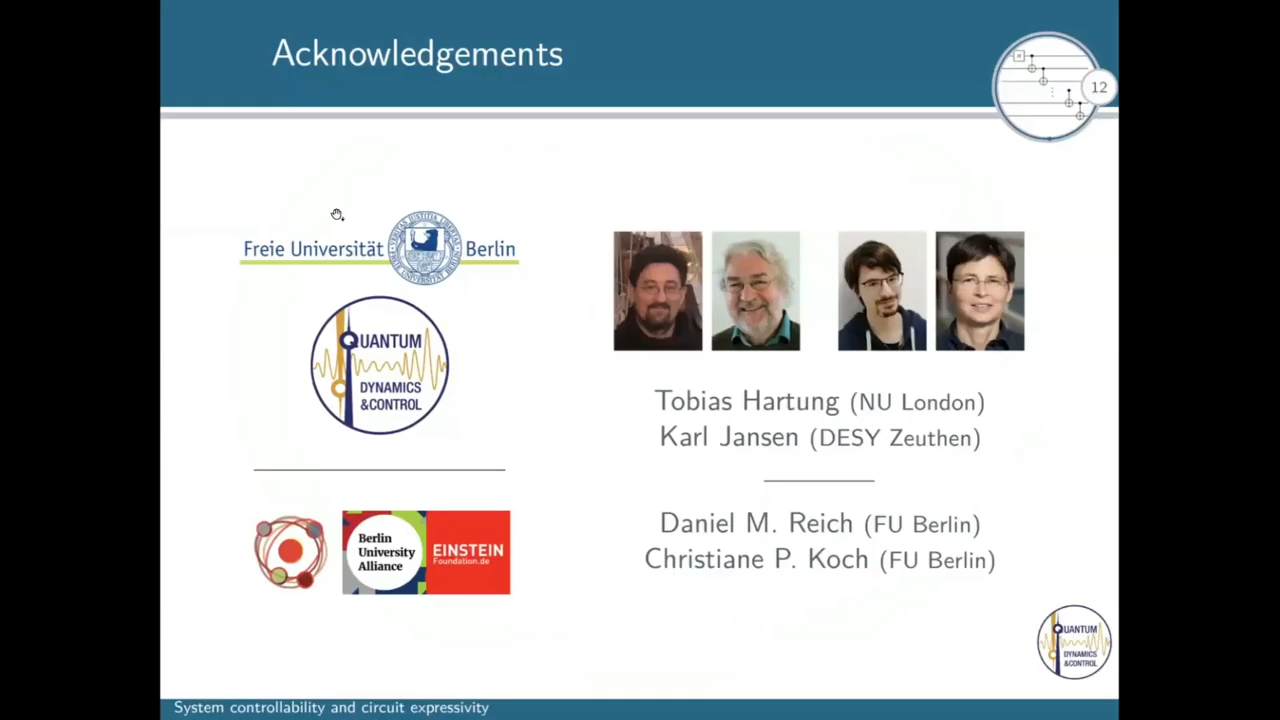 Acknowledgements
12
Freie Universität Berlin
QUANTUM
DYNAMICS
&CONTROL
Berlin
University
Alliance
EINSTEIN
Foundation.de
Tobias Hartung (NU London)
Karl Jansen (DESY Zeuthen)
Daniel M. Reich (FU Berlin)
Christiane P. Koch (FU Berlin)
QUANTUM
DYNAMICS
&CONTROL
System controllability and circuit expressivity